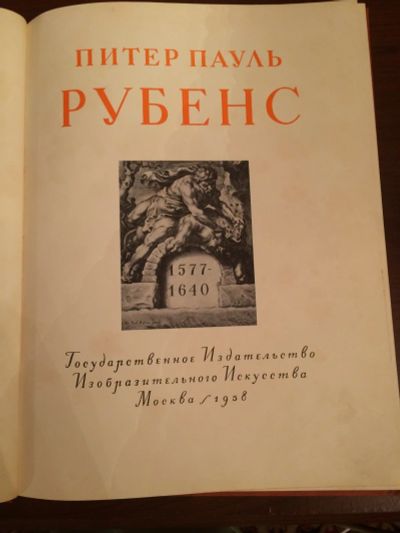 ПИТЕР ПАУЛЬ
РУБЕНС
1577-
1640
Государственное Издательство
Изобразительного Искусства
Москва / 1958